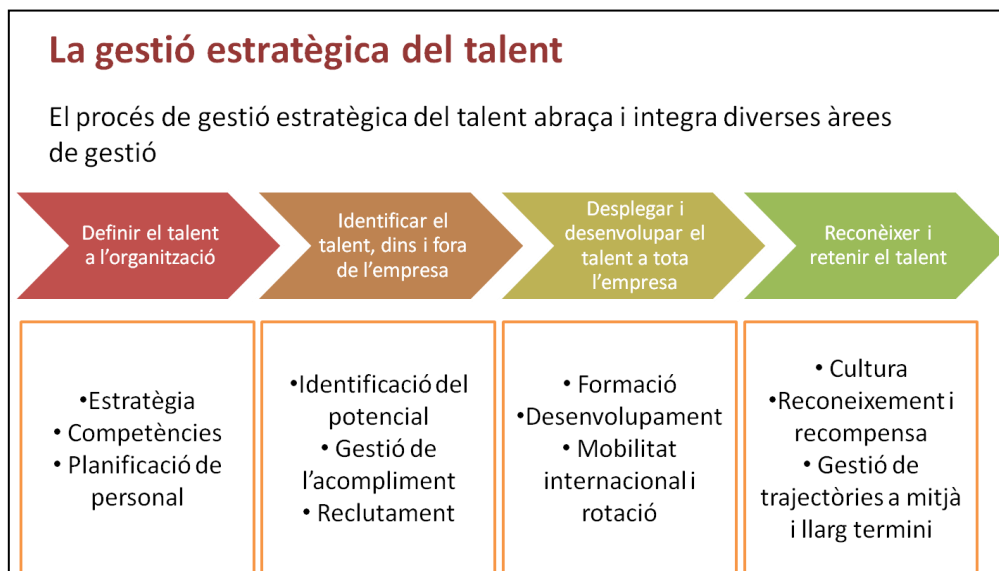 La gestió estratègica del talent
El procés de gestió estratègica del talent abraça i integra diverses àrees
de gestió
Definir el talent
a l'organització
Identificar el
talent, dins i fora
de l'empresa
Desplegar i
desenvolupar el
talent a tota
l'empresa
Reconèixer i
retenir el talent
•Estratègia
• Competències
• Planificació de
personal
•Identificació del
potencial
• Gestió de
l'acompliment
• Reclutament
• Formació
•Desenvolupament
• Mobilitat
internacional i
rotació
• Cultura
•Reconeixement i
recompensa
• Gestió de
trajectòries a mitjà
i llarg termini